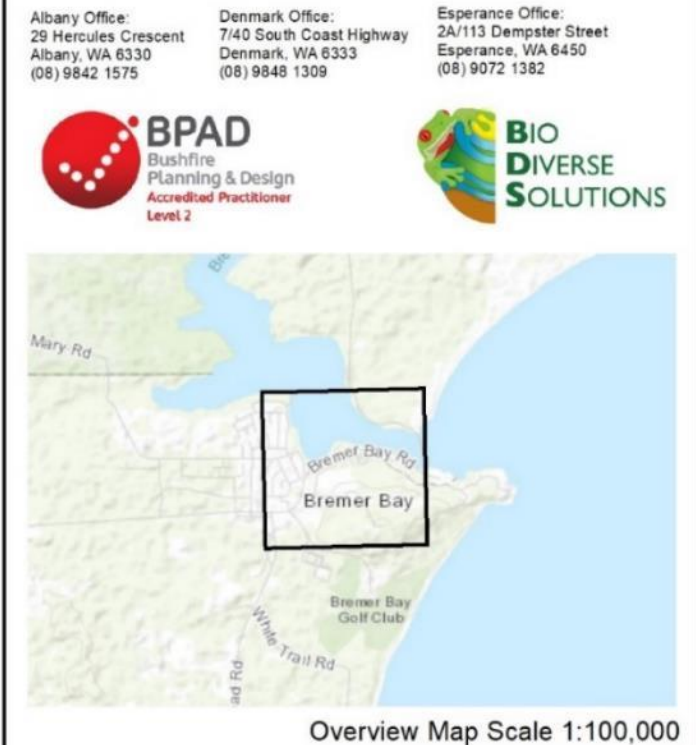 Albany Office:
29 Hercules Crescent
Albany, WA 6330
(08) 9842 1575
Denmark Office:
7/40 South Coast Highway
Denmark, WA 6333
(08) 9848 1309
Esperance Office:
2A/113 Dempster Street
Esperance, WA 6450
(08) 9072 1382
BPAD
Bushfire
Planning & Design
Accredited Practitioner
Level 2
BIO
DIVERSE
SOLUTIONS
Bre
Mary Rd
Bremer Bay Rd
Bremer Bay
Bremer Bay
Golf Club
White Trail Rd
ad Rd
Overview Map Scale 1:100,000